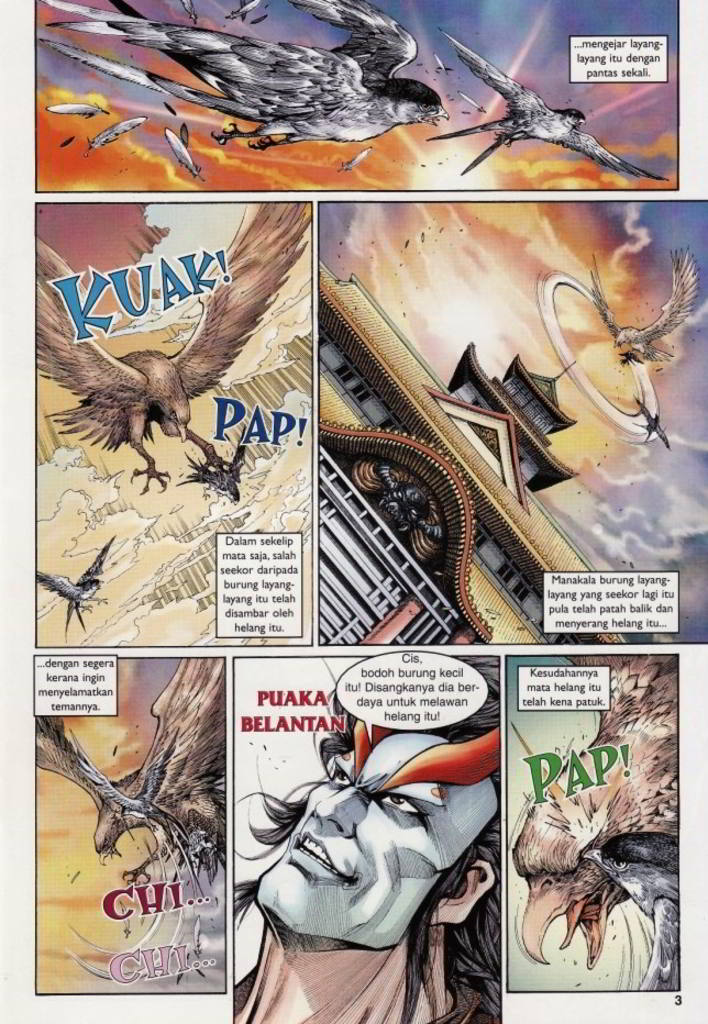 ...mengejar layang-
layang itu dengan
pantas sekali.
KUAK!
PAP!
Dalam sekelip
mata saja, salah
seekor daripada
burung layang-
layang itu telah
disambar oleh
helang itu.
Manakala burung layang-
layang yang seekor lagi itu
pula telah patah balik dan
menyerang helang itu...
...dengan segera
kerana ingin
menyelamatkan
temannya.
CHI...
CHI...
PUAKA
BELANTAN
Cis,
bodoh burung kecil
itu! Disangkanya dia ber-
daya untuk melawan
helang itu!
Kesudahannya
mata helang itu
telah kena patuk.
PAP!
3